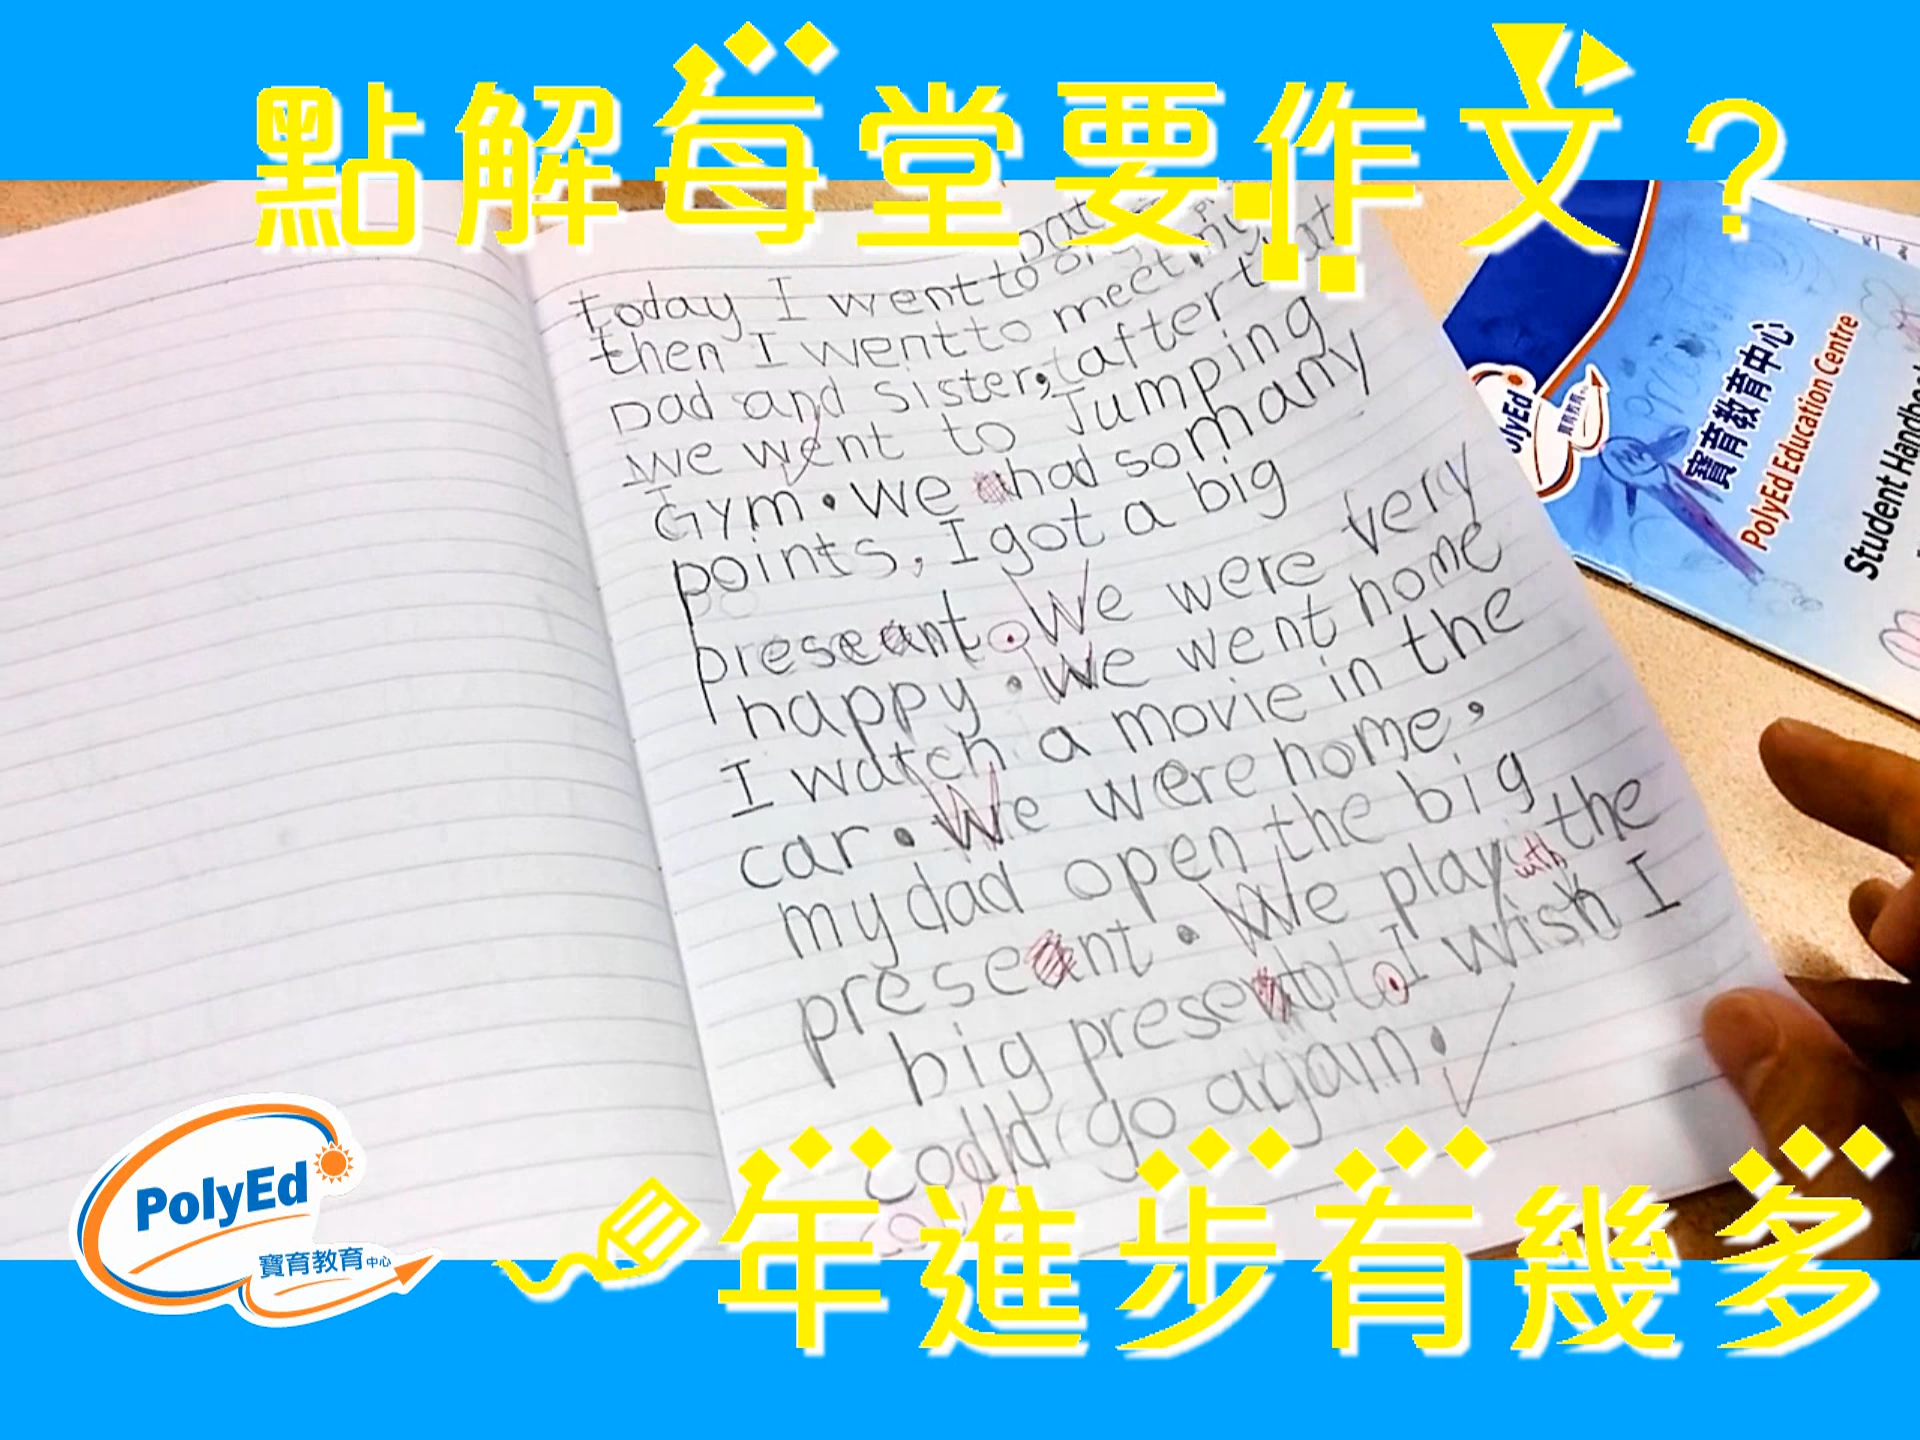 點解每堂要作文？
today I went to
then I went to meet
Dad and sister, after that
we went to Jumping
Gym. we had so many
points, I got a big
preseant. We were very
happy. We went home
I watch a movie in the
car. We were home,
my dad open the big
present. We play with the
big present. I wish I
could go again.
寶育教育中心
PolyEd Education Centre
Student
PolyEd
寶育教育中心
年進步有幾多